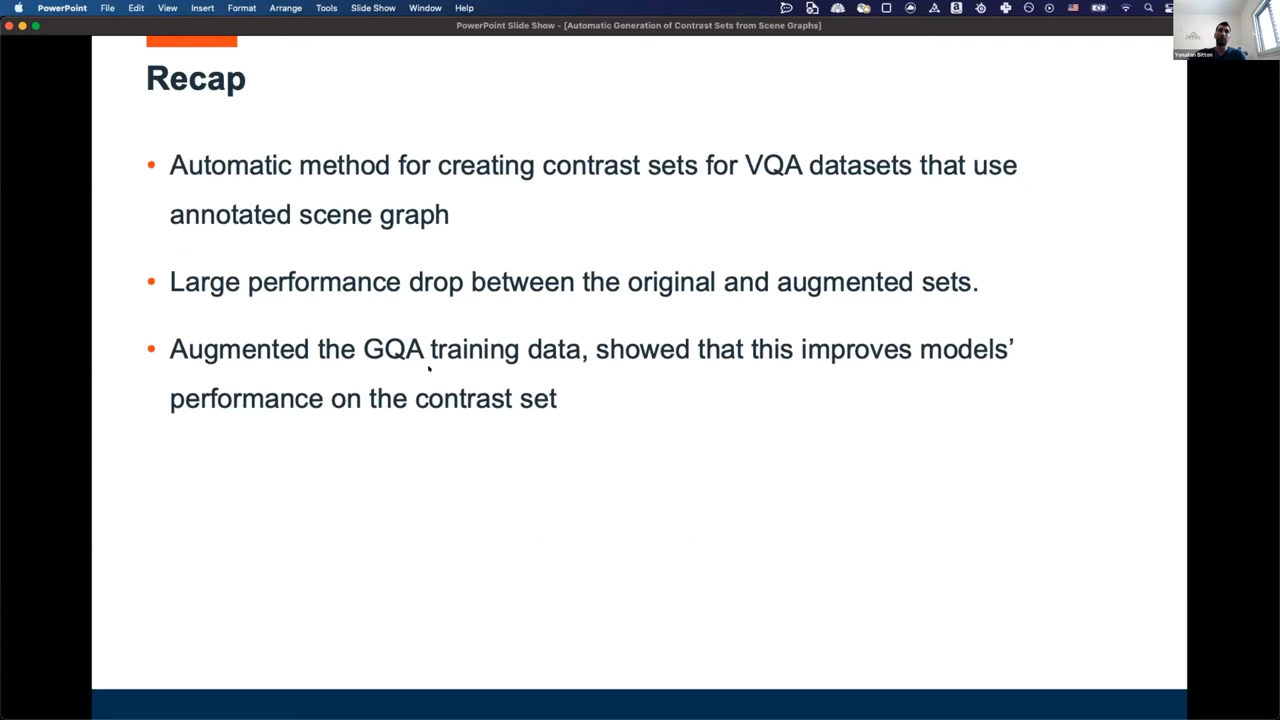 PowerPoint File Edit View Insert Format Arrange Tools Slide Show Window Help
PowerPoint Slide Show - [Automatic Generation of Contrast Sets from Scene Graphs]
Yonatan Bitton
Recap
• Automatic method for creating contrast sets for VQA datasets that use
annotated scene graph
• Large performance drop between the original and augmented sets.
• Augmented the GQA training data, showed that this improves models’
performance on the contrast set